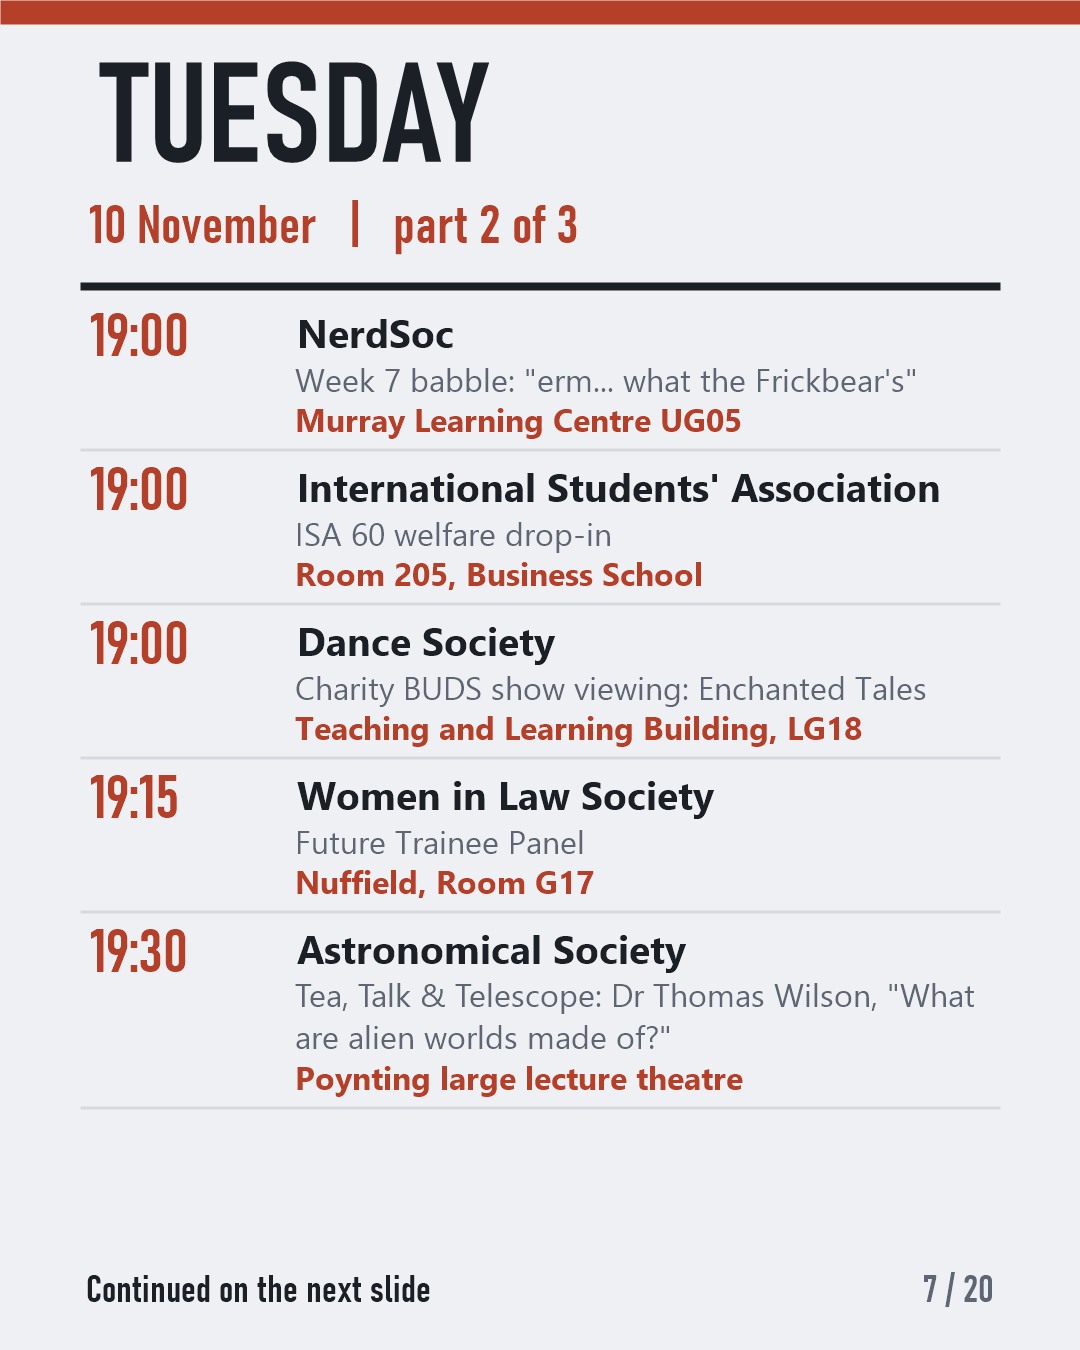 TUESDAY
10 November | part 2 of 3
19:00
NerdSoc
Week 7 babble: "erm... what the Frickbear's"
Murray Learning Centre UG05
19:00
International Students' Association
ISA 60 welfare drop-in
Room 205, Business School
19:00
Dance Society
Charity BUDS show viewing: Enchanted Tales
Teaching and Learning Building, LG18
19:15
Women in Law Society
Future Trainee Panel
Nuffield, Room G17
19:30
Astronomical Society
Tea, Talk & Telescope: Dr Thomas Wilson, "What
are alien worlds made of?"
Poynting large lecture theatre
Continued on the next slide
7 / 20